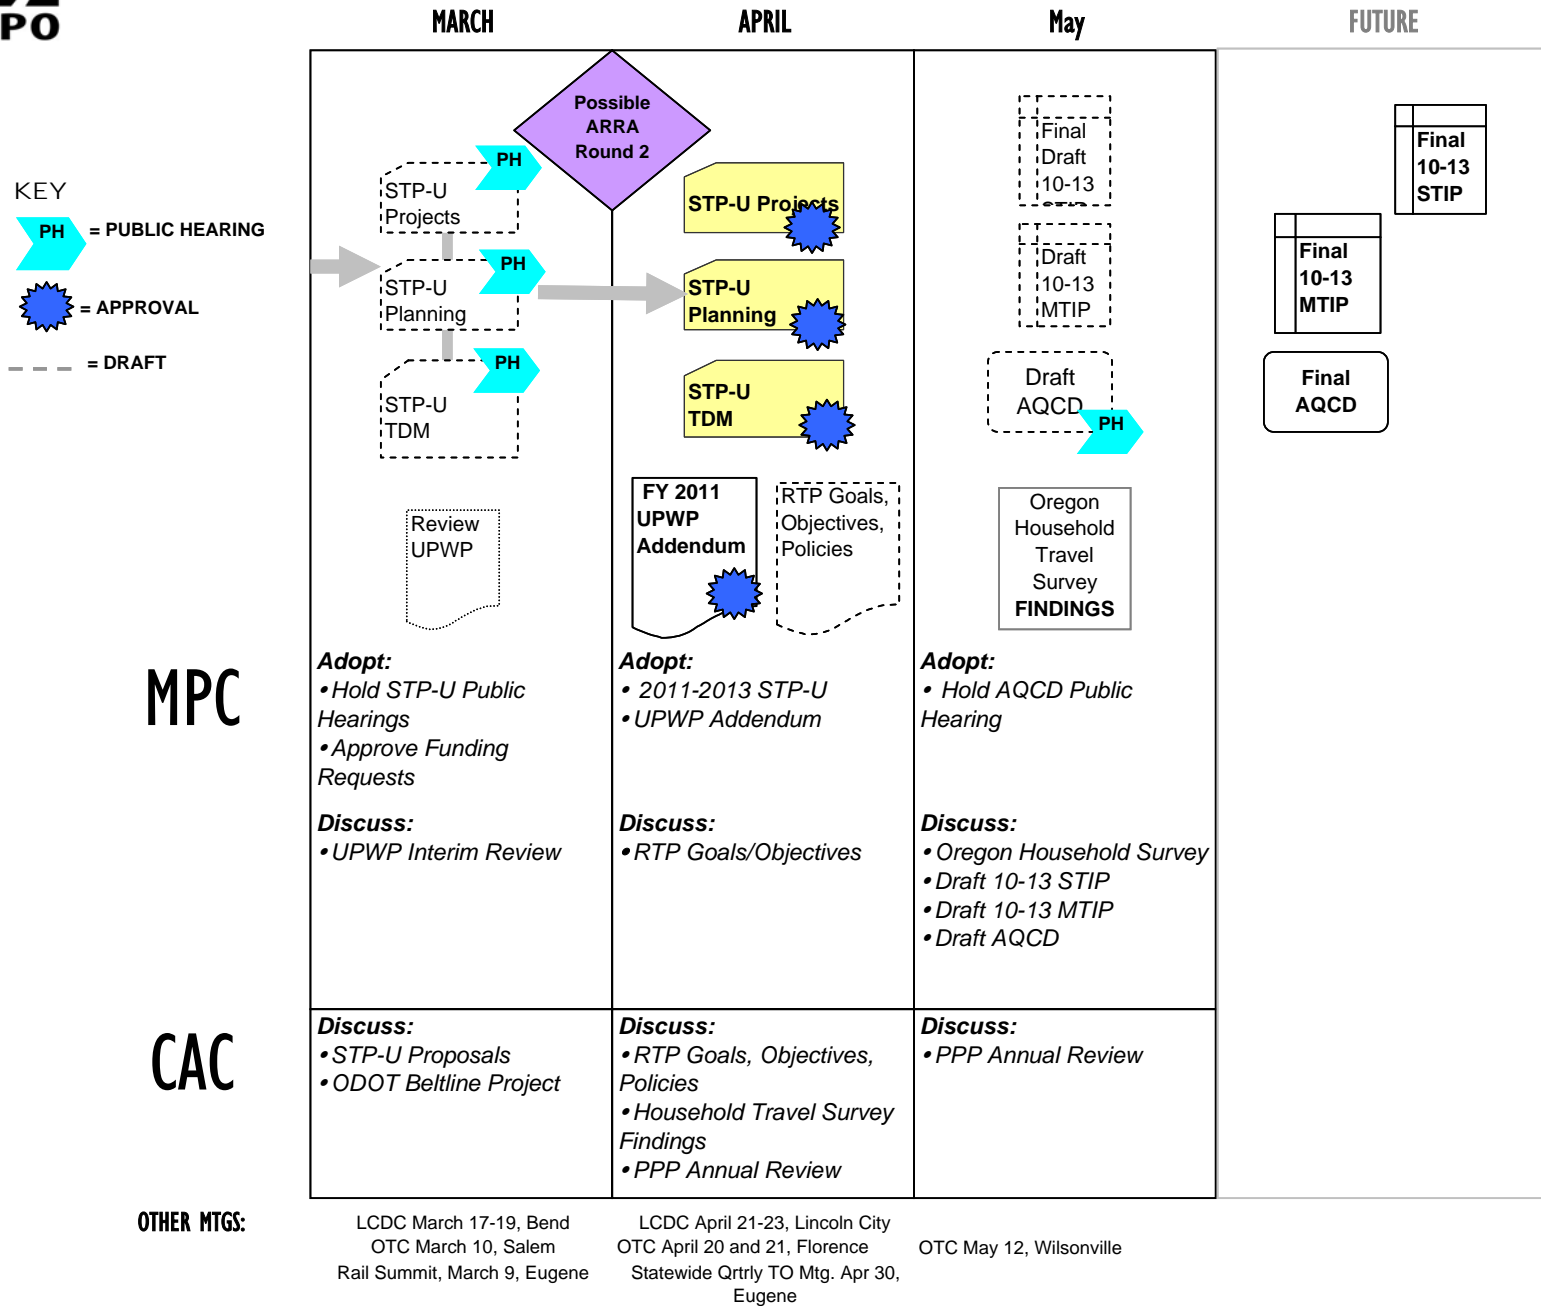 PO
MARCH
APRIL
May
FUTURE
KEY
PH
= PUBLIC HEARING
= APPROVAL
= DRAFT
Possible
ARRA
Round 2
STP-U
Projects
PH
STP-U
Planning
PH
STP-U
TDM
PH
Review
UPWP
STP-U Projects
STP-U
Planning
STP-U
TDM
FY 2011
UPWP
Addendum
RTP Goals,
Objectives,
Policies
Final
Draft
10-13
Draft
10-13
MTIP
Draft
AQCD
PH
Oregon
Household
Travel
Survey
FINDINGS
Final
10-13
STIP
Final
10-13
MTIP
Final
AQCD
MPC
Adopt:
• Hold STP-U Public
Hearings
• Approve Funding
Requests
Discuss:
• UPWP Interim Review
Adopt:
• 2011-2013 STP-U
• UPWP Addendum
Discuss:
• RTP Goals/Objectives
Adopt:
• Hold AQCD Public
Hearing
Discuss:
• Oregon Household Survey
• Draft 10-13 STIP
• Draft 10-13 MTIP
• Draft AQCD
CAC
Discuss:
• STP-U Proposals
• ODOT Beltline Project
Discuss:
• RTP Goals, Objectives,
Policies
• Household Travel Survey
Findings
• PPP Annual Review
Discuss:
• PPP Annual Review
OTHER MTGS:
LCDC March 17-19, Bend
OTC March 10, Salem
Rail Summit, March 9, Eugene
LCDC April 21-23, Lincoln City
OTC April 20 and 21, Florence
Statewide Qrtrly TO Mtg. Apr 30,
Eugene
OTC May 12, Wilsonville